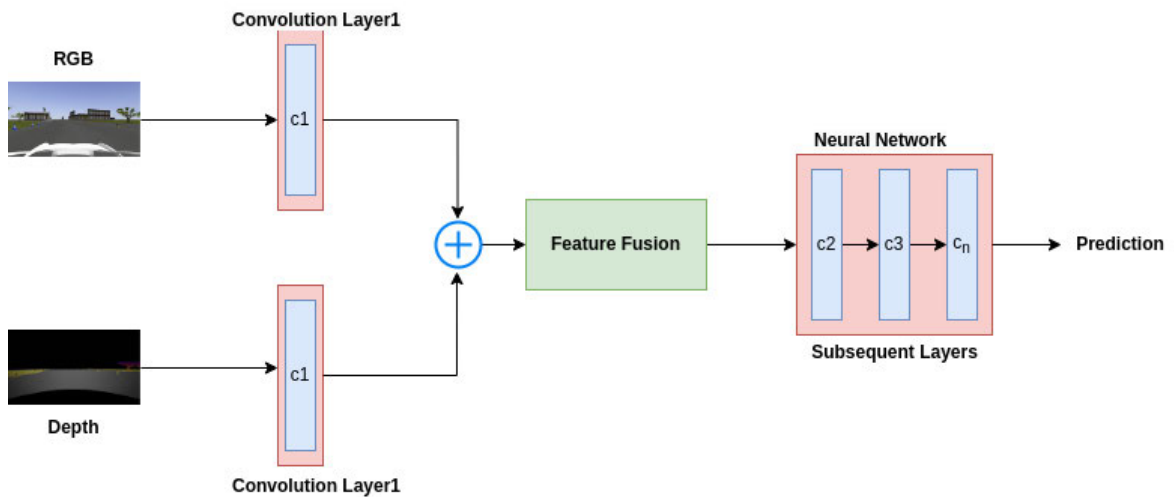 Convolution Layer1
RGB
c1
Neural Network
Feature Fusion
c2
c3
cn
Prediction
Subsequent Layers
c1
Depth
Convolution Layer1